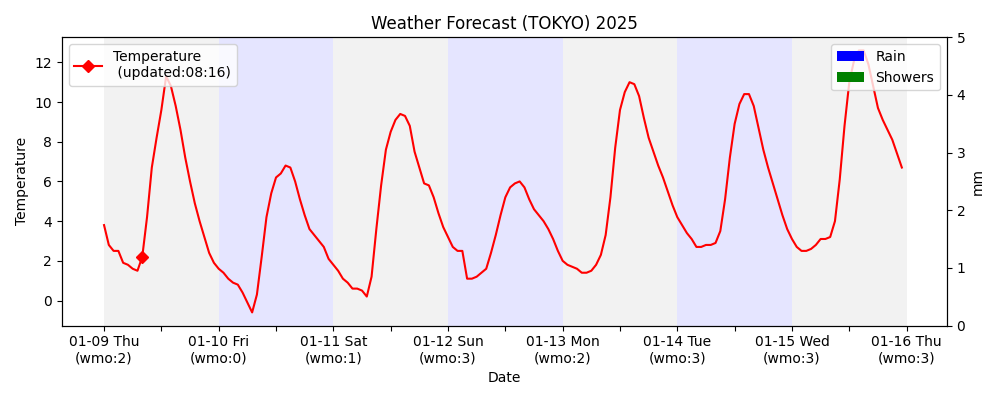 Weather Forecast (TOKYO) 2025
Temperature
(updated:08:16)
Rain
Showers
Temperature
12
10
8
6
4
2
0
5
4
3
2
1
0
mm
01-09 Thu
(wmo:2)
01-10 Fri
(wmo:0)
01-11 Sat
(wmo:1)
01-12 Sun
(wmo:3)
01-13 Mon
(wmo:2)
01-14 Tue
(wmo:3)
01-15 Wed
(wmo:3)
01-16 Thu
(wmo:3)
Date